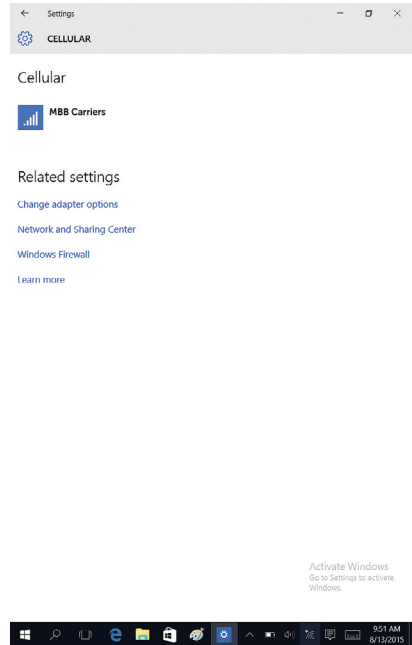 Settings
CELLULAR
Cellular
MBB Carriers
Related settings
Change adapter options
Network and Sharing Center
Windows Firewall
Learn more
Activate Windows
Go to Settings to activate
Windows.
9:51 AM
8/13/2015